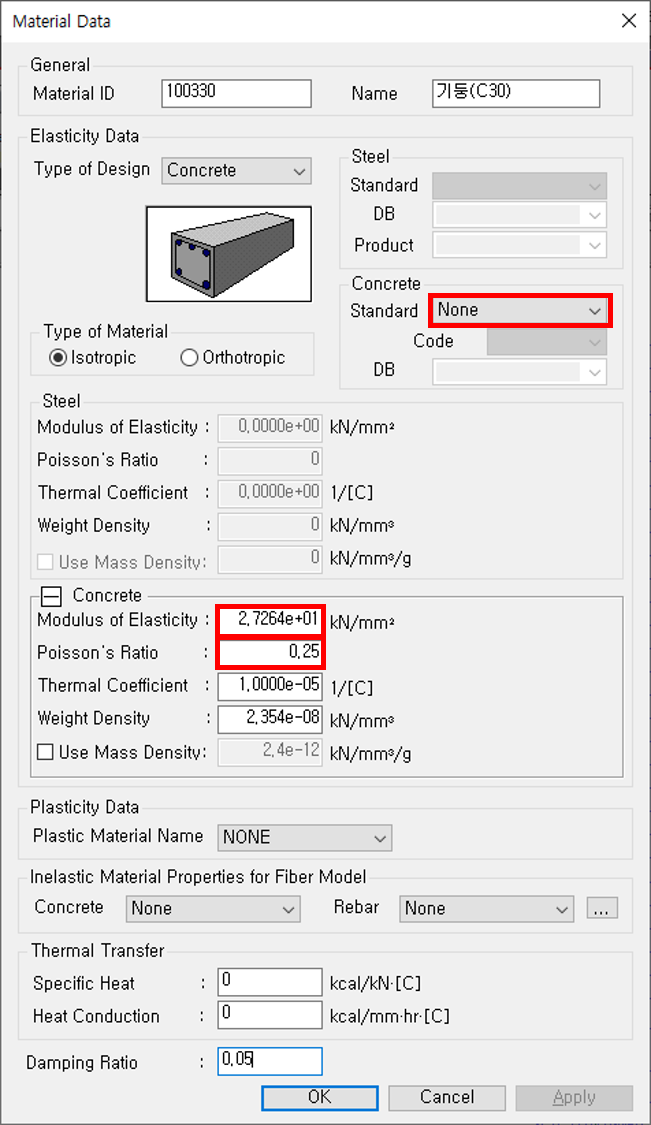 Material Data
General
Material ID 100330 Name 기둥(C30)
Elasticity Data
Type of Design Concrete
Steel
Standard
DB
Product
Concrete
Standard None
Code
DB
Type of Material
Isotropic Orthotropic
Steel
Modulus of Elasticity : 0,0000e+00 kN/mm²
Poisson's Ratio : 0
Thermal Coefficient : 0,0000e+00 1/[C]
Weight Density : 0 kN/mm³
Use Mass Density: 0 kN/mm³/g
Concrete
Modulus of Elasticity : 2,7264e+01 kN/mm²
Poisson's Ratio : 0,25
Thermal Coefficient : 1,0000e-05 1/[C]
Weight Density : 2,354e-08 kN/mm³
Use Mass Density: 2,4e-12 kN/mm³/g
Plasticity Data
Plastic Material Name NONE
Inelastic Material Properties for Fiber Model
Concrete None Rebar None ...
Thermal Transfer
Specific Heat : 0 kcal/kN·[C]
Heat Conduction : 0 kcal/mm·hr·[C]
Damping Ratio : 0,05
OK Cancel Apply